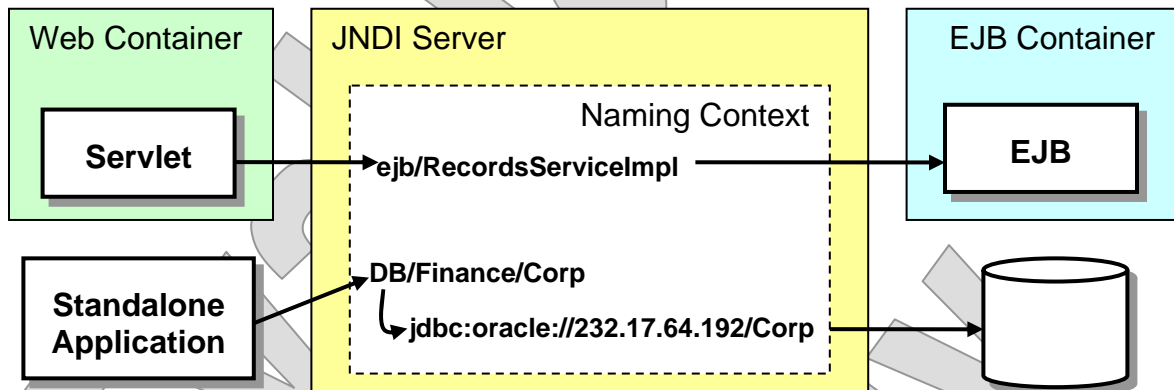 Web Container
JNDI Server
EJB Container
Naming Context
Servlet
ejb/RecordsServiceImpl
EJB
DB/Finance/Corp
Standalone
Application
jdbc:oracle://232.17.64.192/Corp